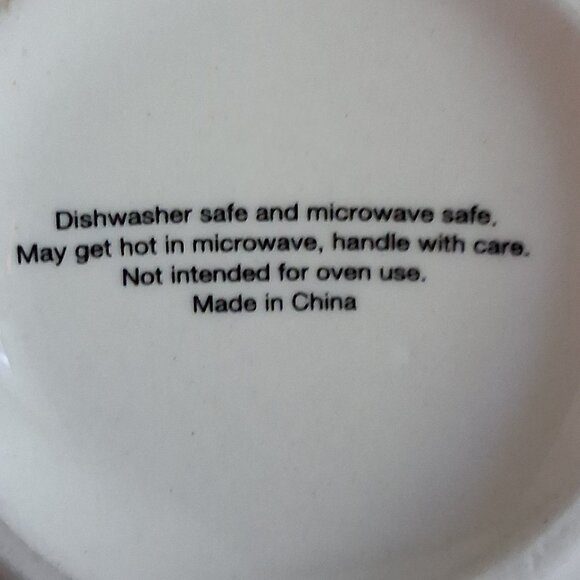 Dishwasher safe and microwave safe.
May get hot in microwave, handle with care.
Not intended for oven use.
Made in China